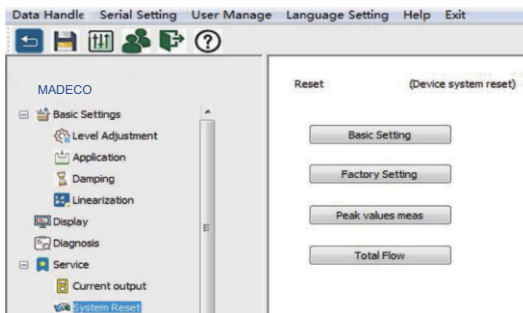 Data Handle Serial Setting User Manage Language Setting Help Exit
MADECO
Basic Settings
Level Adjustment
Application
Damping
Linearization
Display
Diagnosis
Service
Current output
System Reset
Reset (Device system reset)
Basic Setting
Factory Setting
Peak values meas
Total Flow